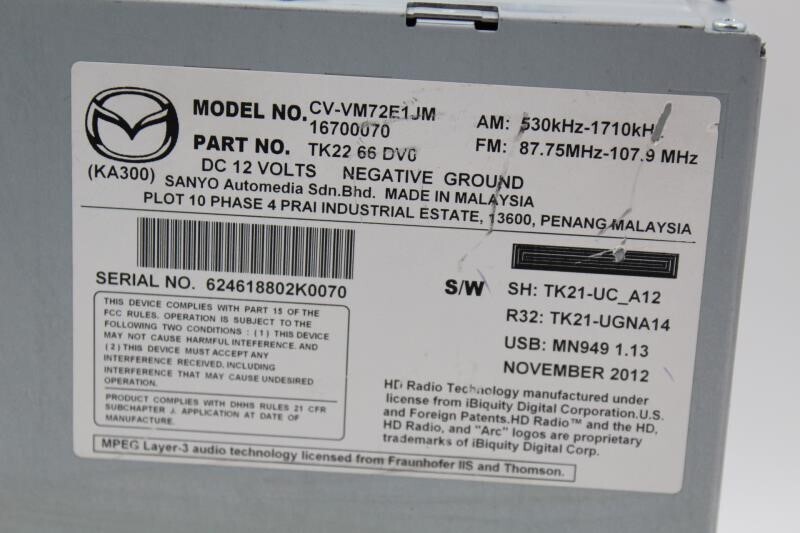 MODEL NO. CV-VM72E1JM
16700070
PART NO. TK22 66 DV0
AM: 530kHz-1710kHz
FM: 87.75MHz-107.9 MHz
(KA300)
DC 12 VOLTS NEGATIVE GROUND
SANYO Automedia Sdn.Bhd. MADE IN MALAYSIA
PLOT 10 PHASE 4 PRAI INDUSTRIAL ESTATE, 13600, PENANG MALAYSIA
SERIAL NO. 624618802K0070
THIS DEVICE COMPLIES WITH PART 15 OF THE
FCC RULES. OPERATION IS SUBJECT TO THE
FOLLOWING TWO CONDITIONS : (1) THIS DEVICE
MAY NOT CAUSE HARMFUL INTERFERENCE. AND
(2) THIS DEVICE MUST ACCEPT ANY
INTERFERENCE RECEIVED, INCLUDING
INTERFERENCE THAT MAY CAUSE UNDESIRED
OPERATION.
PRODUCT COMPLIES WITH DHHS RULES 21 CFR
SUBCHAPTER J. APPLICATION AT DATE OF
MANUFACTURE.
S/W SH: TK21-UC_A12
R32: TK21-UGNA14
USB: MN949 1.13
NOVEMBER 2012
HD Radio Technology manufactured under
license from iBiquity Digital Corporation.U.S.
and Foreign Patents.HD Radio™ and the HD,
HD Radio, and "Arc" logos are proprietary
trademarks of iBiquity Digital Corp.
MPEG Layer-3 audio technology licensed from Fraunhofer IIS and Thomson.